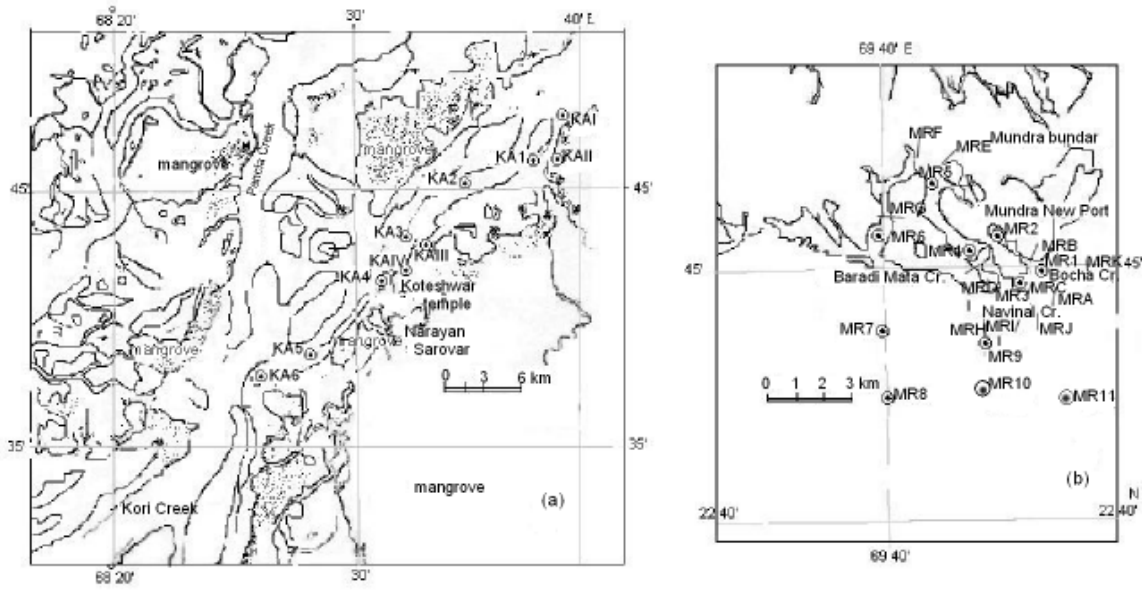 68 20'
30'
40' E
KAI
mangrove
Panda Creek
mangrove
KA1
KAII
KA2
45'
45'
KA3
KAIII
KAIV
KA4
Koteshwar
temple
mangrove
mangrove
Narayan
Sarovar
KA5
KA6
0 3 6 km
35'
35'
mangrove
(a)
Kori Creek
68 20'
30'
69 40' E
MRF
Mundra bundar
MRE
MR5
MRG
Mundra New Port
MR2
MR6
MR4
MRB
MR1
MRK
45'
45'
Baradi Mata Cr.
Bocha Cr.
MRD
MR3
MRC
MRA
Navinal Cr.
MR7
MRH
MRI/
MRJ
MR9
0 1 2 3 km
MR8
MR10
MR11
(b)
N
22 40'
22 40'
69 40'